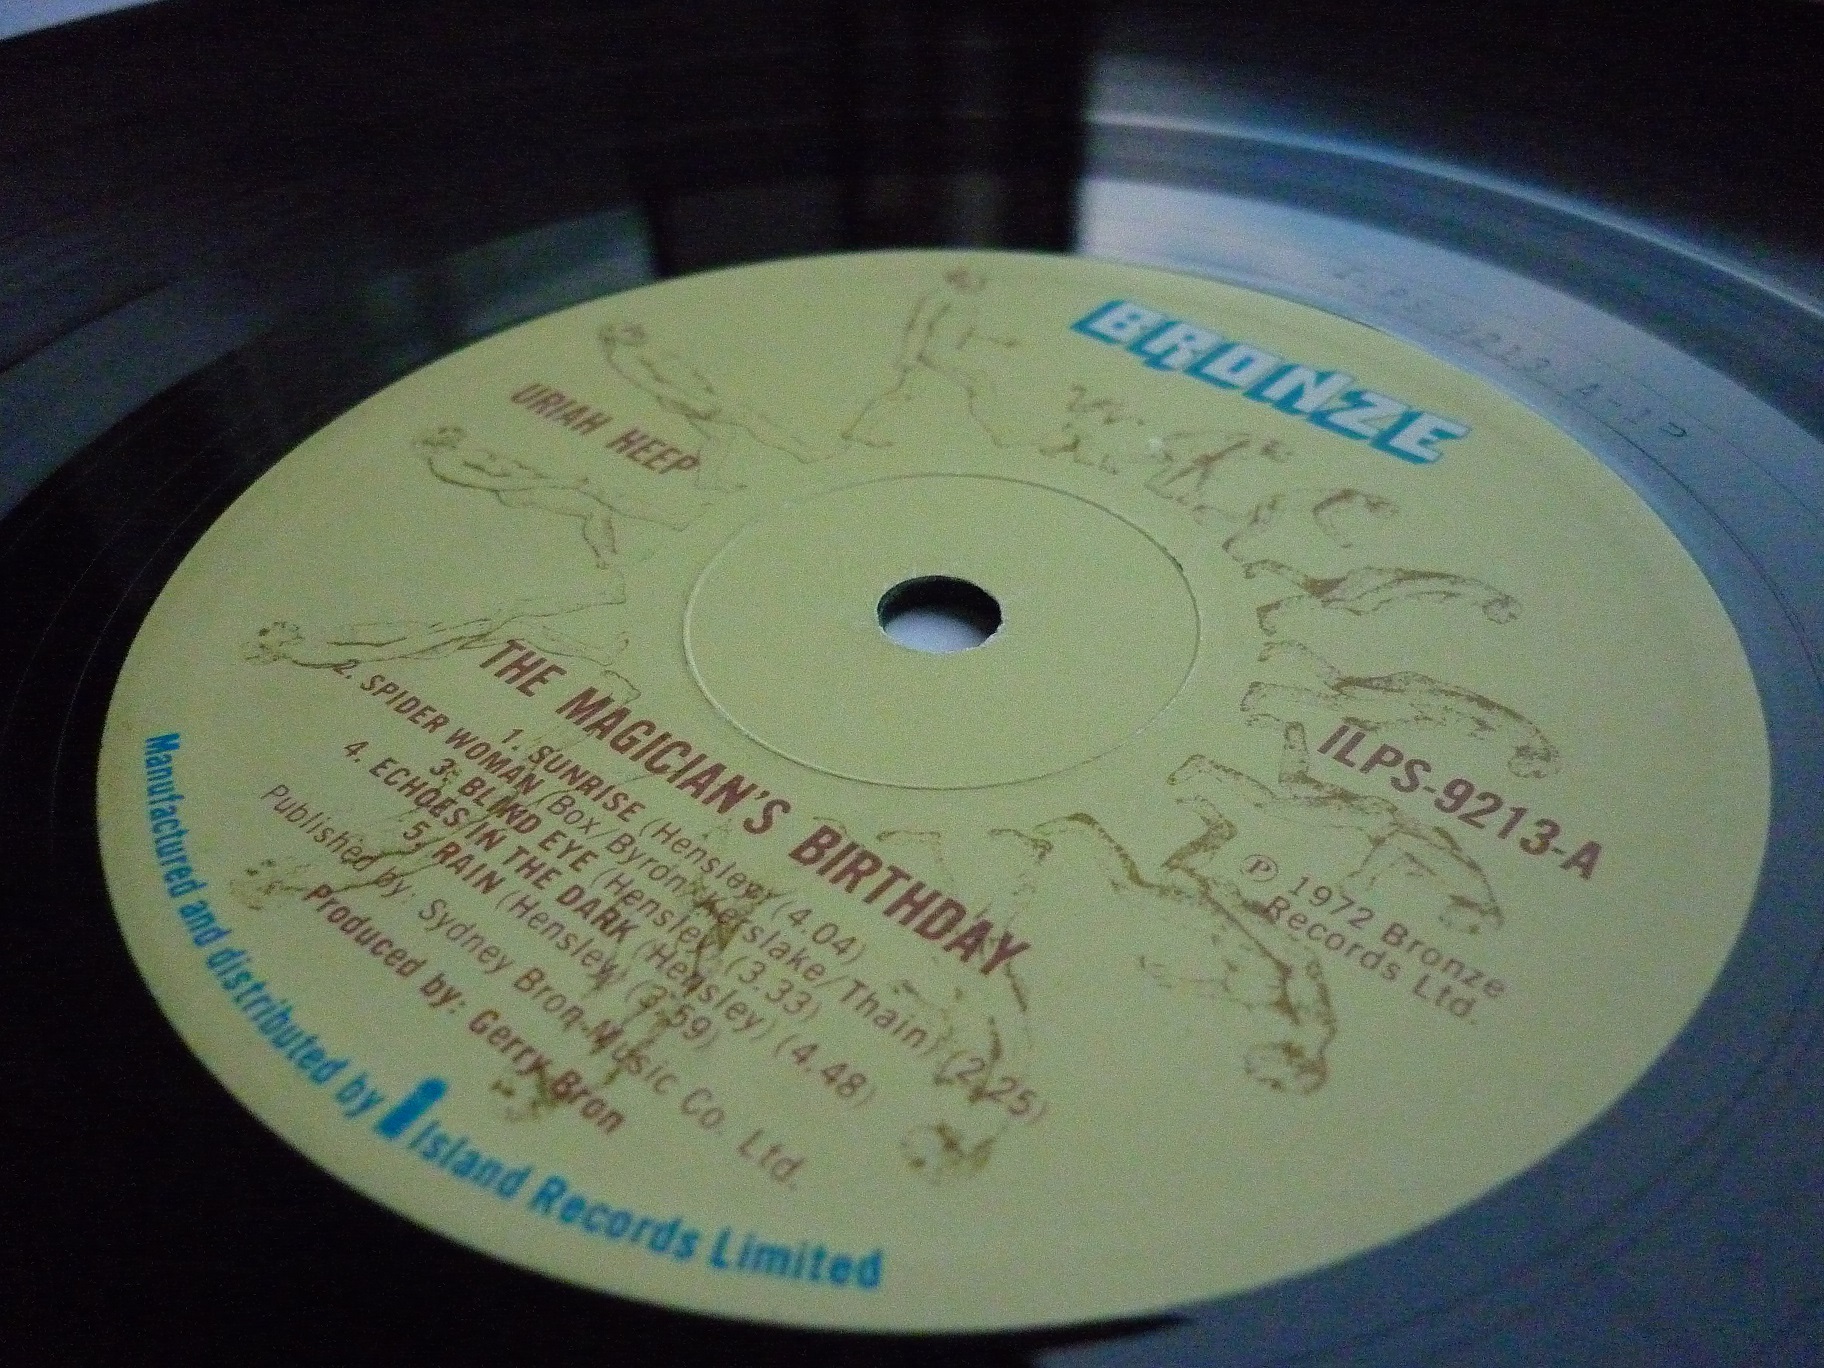 BRONZE
URIAH HEEP
ILPS-9213-A
℗ 1972 Bronze
Records Ltd.
THE MAGICIAN'S BIRTHDAY
1. SUNRISE (Hensley) (4.04)
2. SPIDER WOMAN (Box/Byron/Kerslake/Thain) (2.25)
3. BLIND EYE (Hensley) (3.33)
4. ECHOES IN THE DARK (Hensley) (4.48)
5. RAIN (Hensley) (3.59)
Published by: Sydney Bron Music Co. Ltd.
Produced by: Gerry Bron
Manufactured and distributed by i Island Records Limited